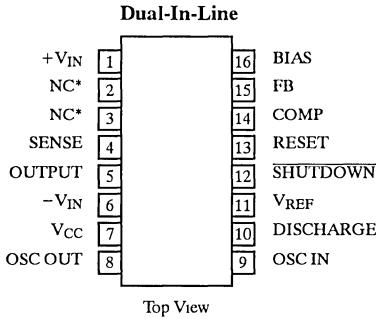 Dual-In-Line
+VIN 1 16 BIAS
NC* 2 15 FB
NC* 3 14 COMP
SENSE 4 13 RESET
OUTPUT 5 12 SHUTDOWN
−VIN 6 11 VREF
VCC 7 10 DISCHARGE
OSC OUT 8 9 OSC IN
Top View